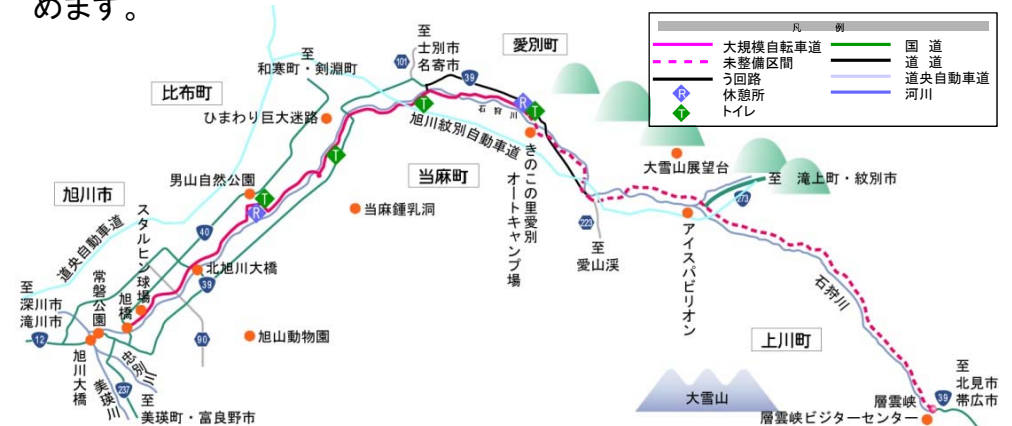 めます。
凡 例
大規模自転車道
未整備区間
う回路
休憩所
トイレ
国 道
道 道
道央自動車道
河川
R
T
至
和寒町・剣淵町
101
至
士別市
名寄市
39
愛別町
比布町
ひまわり巨大迷路
T
石狩川
R
T
旭川紋別自動車道
T
きのこの里愛別
オートキャンプ場
大雪山展望台
男山自然公園
T
R
当麻町
当麻鍾乳洞
旭川市
スタルヒン球場
道央自動車道
40
北旭川大橋
39
223
至
愛山渓
273
至 滝上町・紋別市
アイスパビリオン
石狩川
至
深川市
滝川市
常磐公園
旭橋
12
旭川大橋
美瑛川
忠別川
237
至
美瑛町・富良野市
90
旭山動物園
上川町
大雪山
至
北見市
帯広市
39
層雲峡
層雲峡ビジターセンター